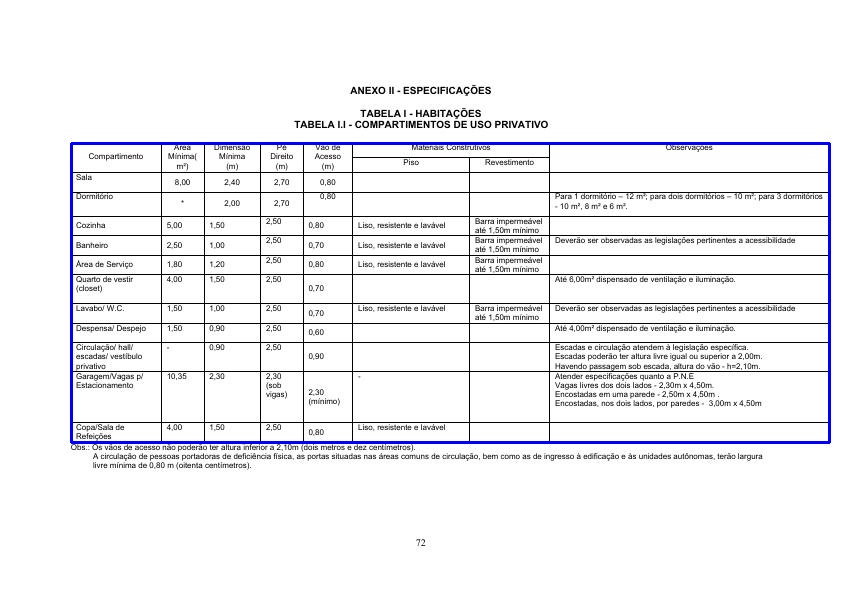 ANEXO II - ESPECIFICAÇÕES
TABELA I - HABITAÇÕES
TABELA I.I - COMPARTIMENTOS DE USO PRIVATIVO
Compartimento
Área
Mínima(
m²)
Dimensão
Mínima
(m)
Pé
Direito
(m)
Vão de
Acesso
(m)
Materiais Construtivos
Piso
Revestimento
Observações
Sala
8,00
2,40
2,70
0,80
Dormitório
*
2,00
2,70
0,80
Para 1 dormitório – 12 m²; para dois dormitórios – 10 m²; para 3 dormitórios
- 10 m², 8 m² e 6 m².
Cozinha
5,00
1,50
2,50
0,80
Liso, resistente e lavável
Barra impermeável
até 1,50m mínimo
Banheiro
2,50
1,00
2,50
0,70
Liso, resistente e lavável
Barra impermeável
até 1,50m mínimo
Deverão ser observadas as legislações pertinentes a acessibilidade
Área de Serviço
1,80
1,20
2,50
0,80
Liso, resistente e lavável
Barra impermeável
até 1,50m mínimo
Quarto de vestir
(closet)
4,00
1,50
2,50
0,70
Até 6,00m² dispensado de ventilação e iluminação.
Lavabo/ W.C.
1,50
1,00
2,50
0,70
Liso, resistente e lavável
Barra impermeável
até 1,50m mínimo
Deverão ser observadas as legislações pertinentes a acessibilidade
Despensa/ Despejo
1,50
0,90
2,50
0,60
Até 4,00m² dispensado de ventilação e iluminação.
Circulação/ hall/
escadas/ vestíbulo
privativo
-
0,90
2,50
0,90
Escadas e circulação atendem à legislação específica.
Escadas poderão ter altura livre igual ou superior a 2,00m.
Havendo passagem sob escada, altura do vão - h=2,10m.
Garagem/Vagas p/
Estacionamento
10,35
2,30
2,30
(sob
vigas)
2,30
(mínimo)
-
Atender especificações quanto a P.N.E
Vagas livres dos dois lados - 2,30m x 4,50m.
Encostadas em uma parede - 2,50m x 4,50m .
Encostadas, nos dois lados, por paredes - 3,00m x 4,50m
Copa/Sala de
Refeições
4,00
1,50
2,50
0,80
Liso, resistente e lavável
Obs.: Os vãos de acesso não poderão ter altura inferior a 2,10m (dois metros e dez centímetros).
A circulação de pessoas portadoras de deficiência física, as portas situadas nas áreas comuns de circulação, bem como as de ingresso à edificação e às unidades autônomas, terão largura
livre mínima de 0,80 m (oitenta centímetros).
72